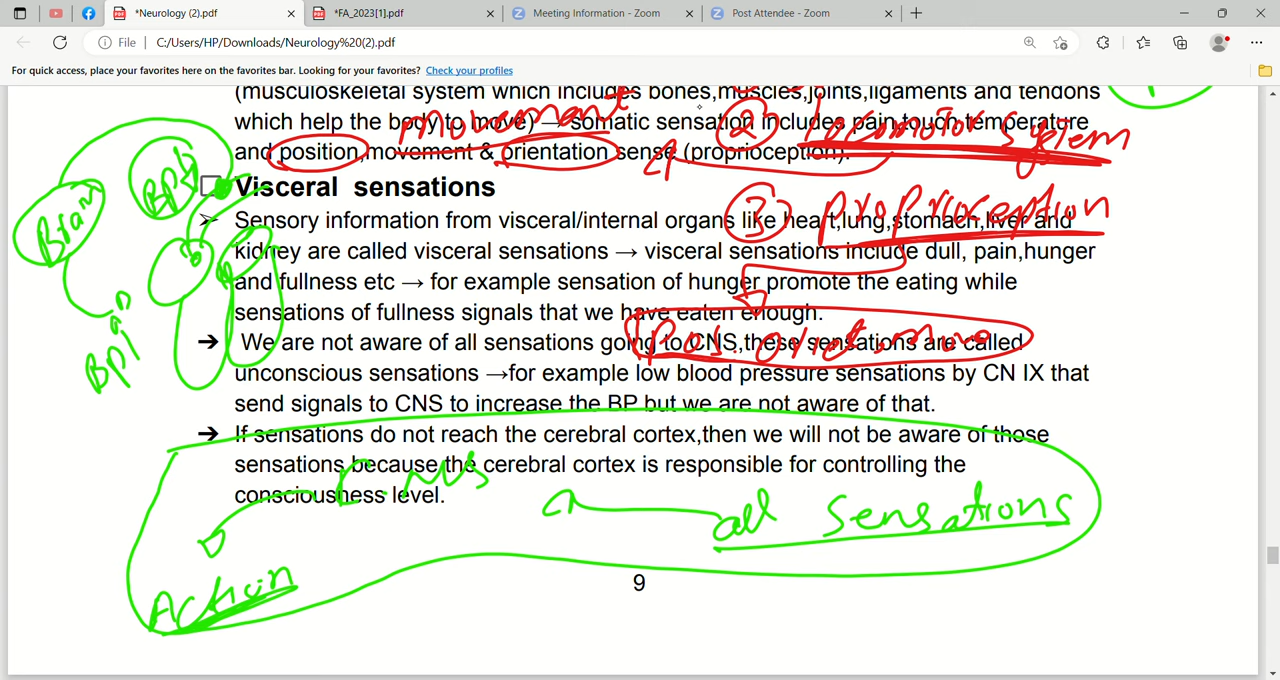 *Neurology (2).pdf
*FA_2023[1].pdf
Meeting Information - Zoom
Post Attendee - Zoom
File
C:/Users/HP/Downloads/Neurology%20(2).pdf
For quick access, place your favorites here on the favorites bar. Looking for your favorites? Check your profiles
(musculoskeletal system which includes bones,muscles,joints,ligaments and tendons
movement ② locomotor system
which help the body to move) → somatic sensation includes pain,touch,temperature
and position,movement & orientation sense (proprioception).
Visceral sensations
Brain
③ proprioception
➢ Sensory information from visceral/internal organs like heart,lung,stomach,liver and
kidney are called visceral sensations → visceral sensations include dull, pain,hunger
and fullness etc → for example sensation of hunger promote the eating while
sensations of fullness signals that we have eaten enough.
➔ We are not aware of all sensations going to CNS,,these sensations are called
unconscious sensations →for example low blood pressure sensations by CN IX that
send signals to CNS to increase the BP but we are not aware of that.
➔ If sensations do not reach the cerebral cortex,then we will not be aware of those
sensations because the cerebral cortex is responsible for controlling the
consciousness level.
CNS
all sensations
Action
9